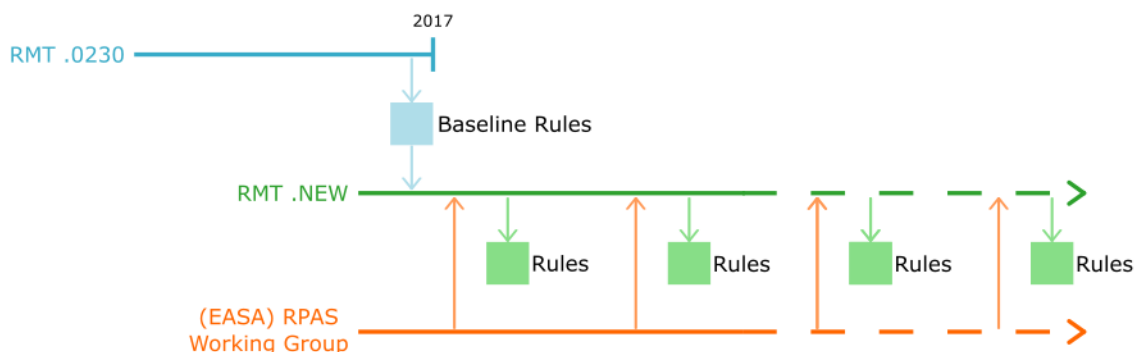 2017
RMT .0230
Baseline Rules
RMT .NEW
Rules
Rules
Rules
Rules
(EASA) RPAS
Working Group